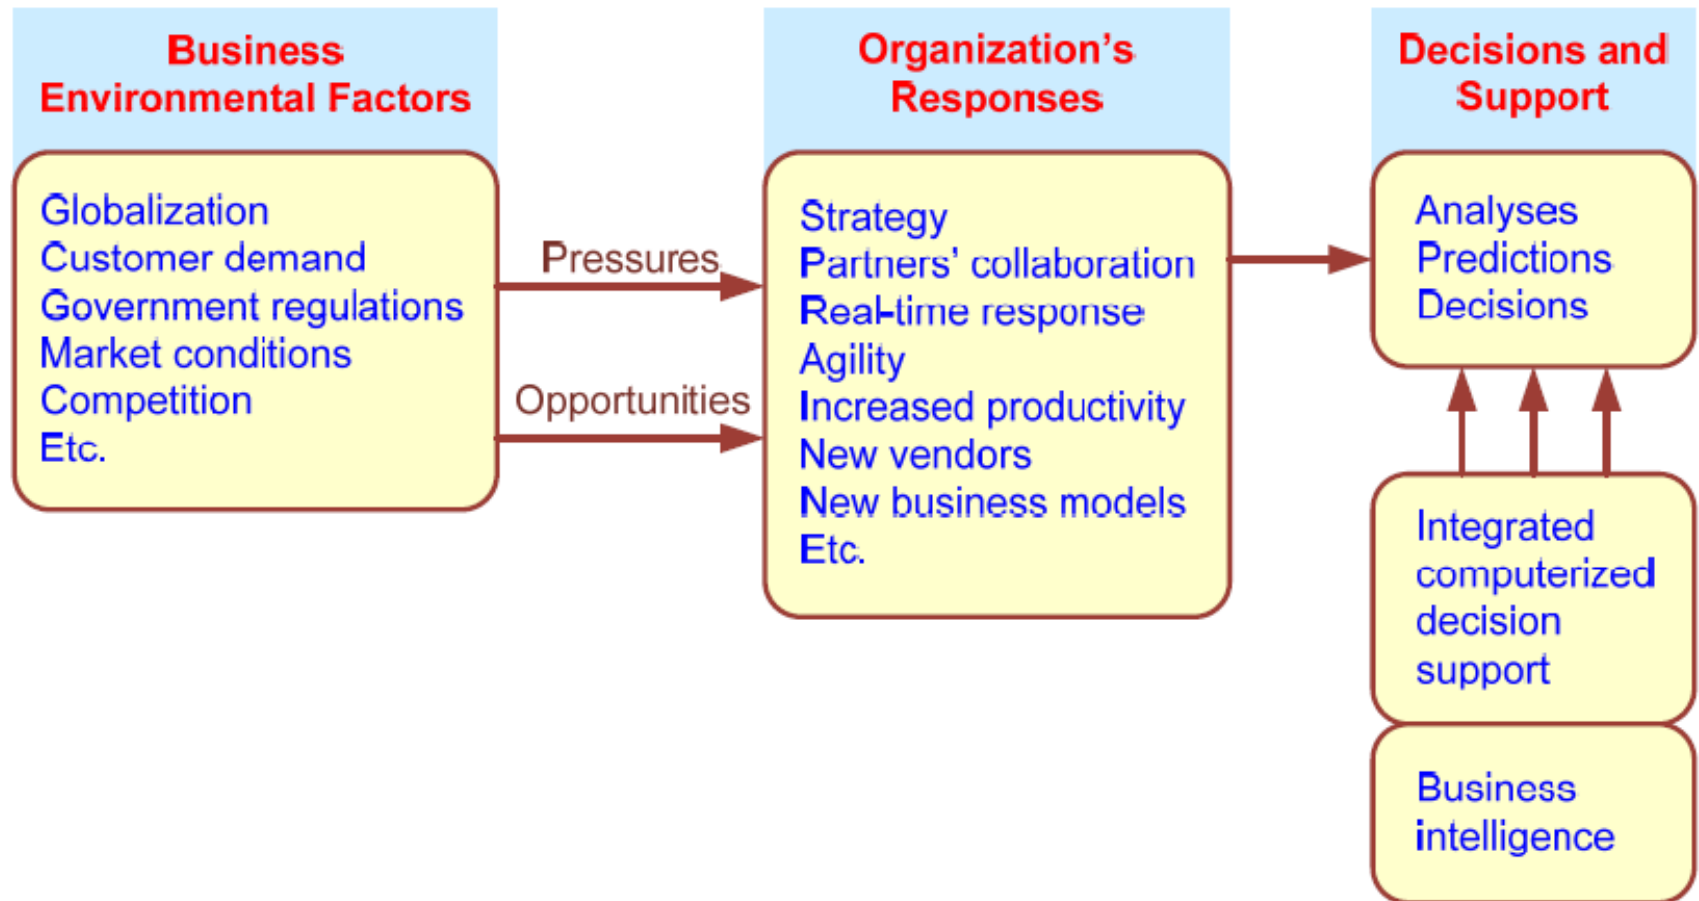 Business
Environmental Factors
Globalization
Customer demand
Government regulations
Market conditions
Competition
Etc.
Pressures
Opportunities
Organization’s
Responses
Strategy
Partners’ collaboration
Real-time response
Agility
Increased productivity
New vendors
New business models
Etc.
Decisions and
Support
Analyses
Predictions
Decisions
Integrated
computerized
decision
support
Business
intelligence